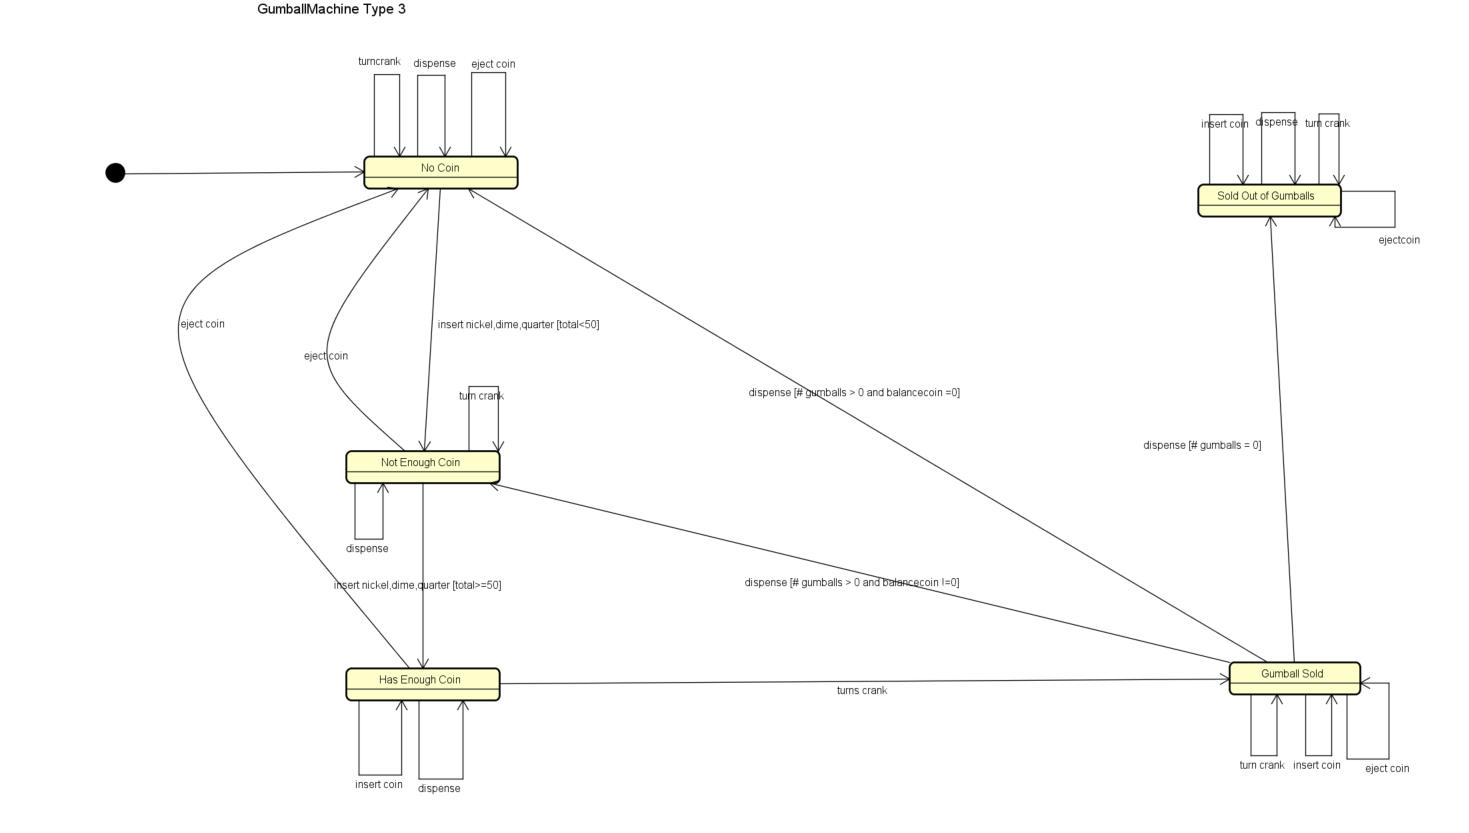 GumballMachine Type 3
turncrank
dispense
eject coin
No Coin
insert coin
dispense
turn crank
Sold Out of Gumballs
ejectcoin
eject coin
insert nickel,dime,quarter [total<50]
eject coin
turn crank
dispense [# gumballs > 0 and balancecoin =0]
dispense [# gumballs = 0]
Not Enough Coin
dispense
insert nickel,dime,quarter [total>=50]
dispense [# gumballs > 0 and balancecoin !=0]
Has Enough Coin
turns crank
Gumball Sold
insert coin
dispense
turn crank
insert coin
eject coin